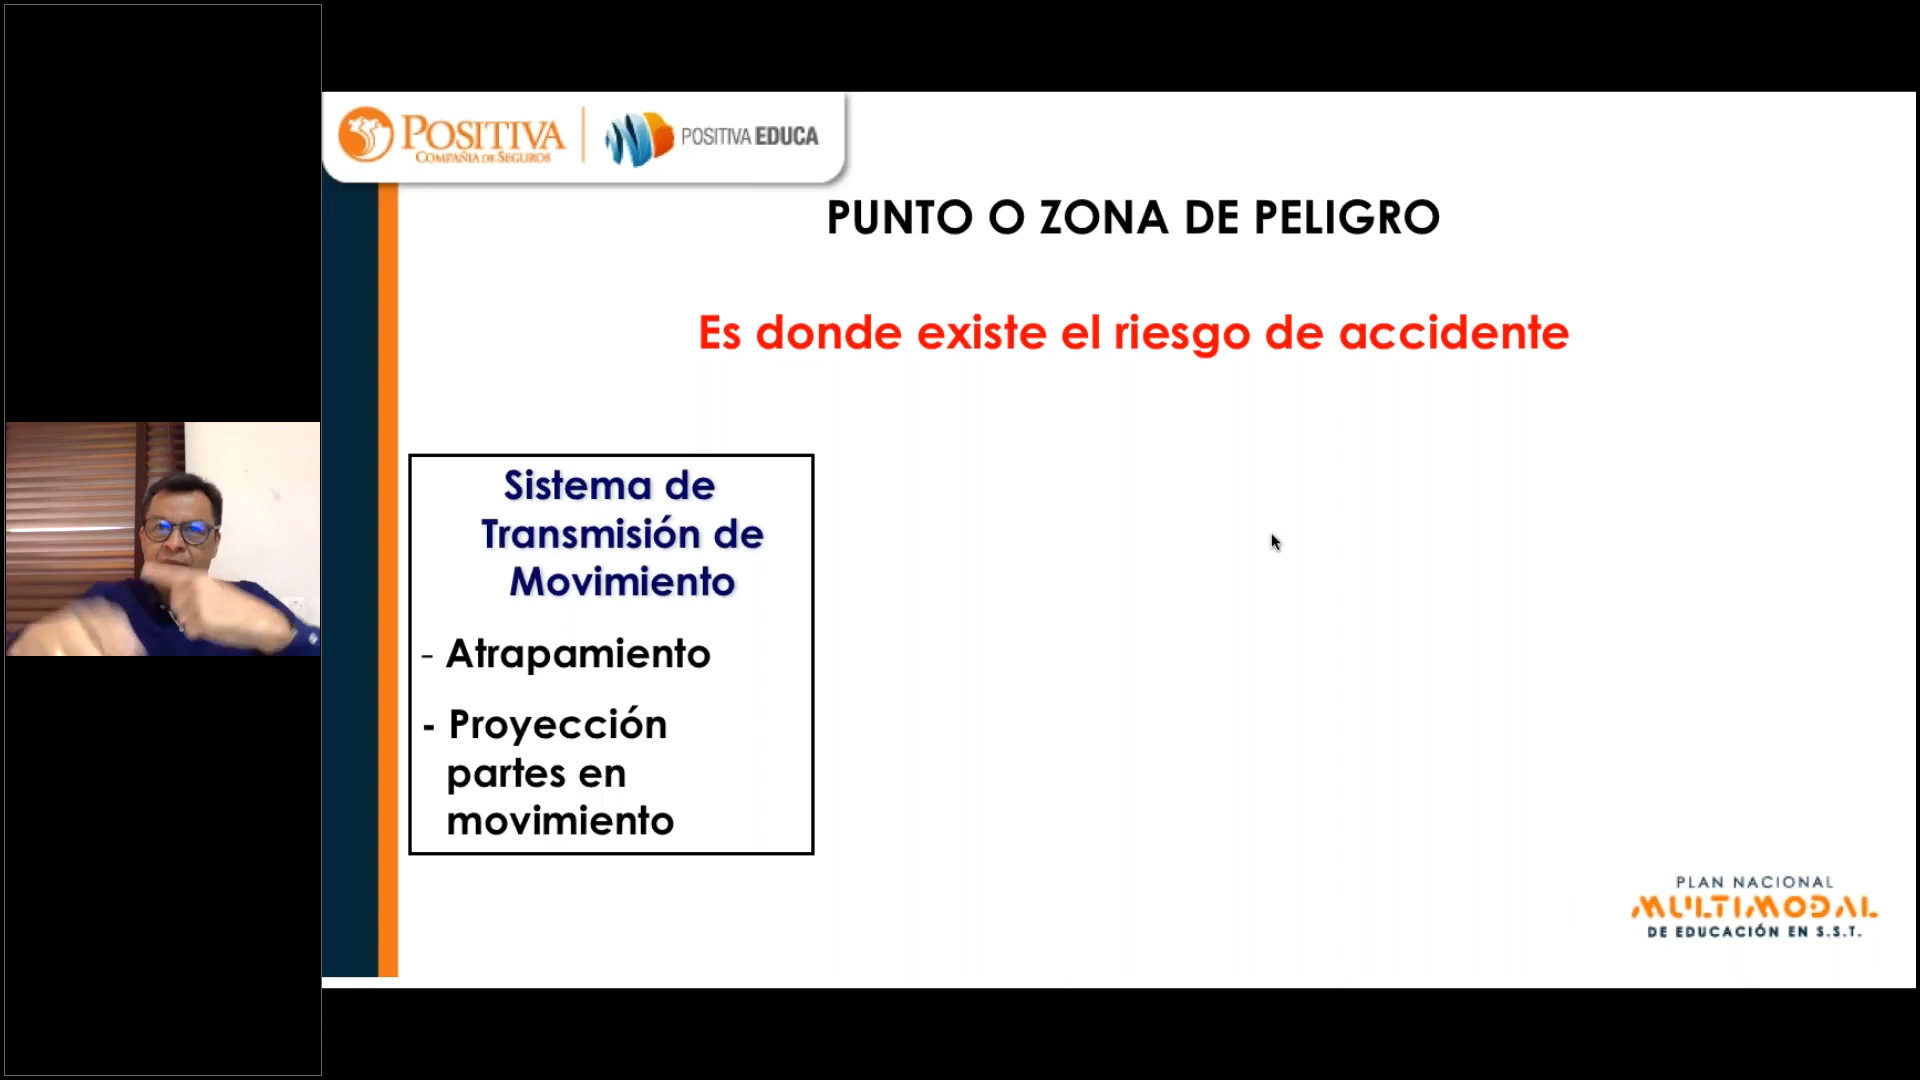 POSITIVA
COMPAÑIA DE SEGUROS
POSITIVA EDUCA
PUNTO O ZONA DE PELIGRO
Es donde existe el riesgo de accidente
Sistema de
Transmisión de
Movimiento
- Atrapamiento
- Proyección
partes en
movimiento
PLAN NACIONAL
MULTIMODAL
DE EDUCACIÓN EN S.S.T.